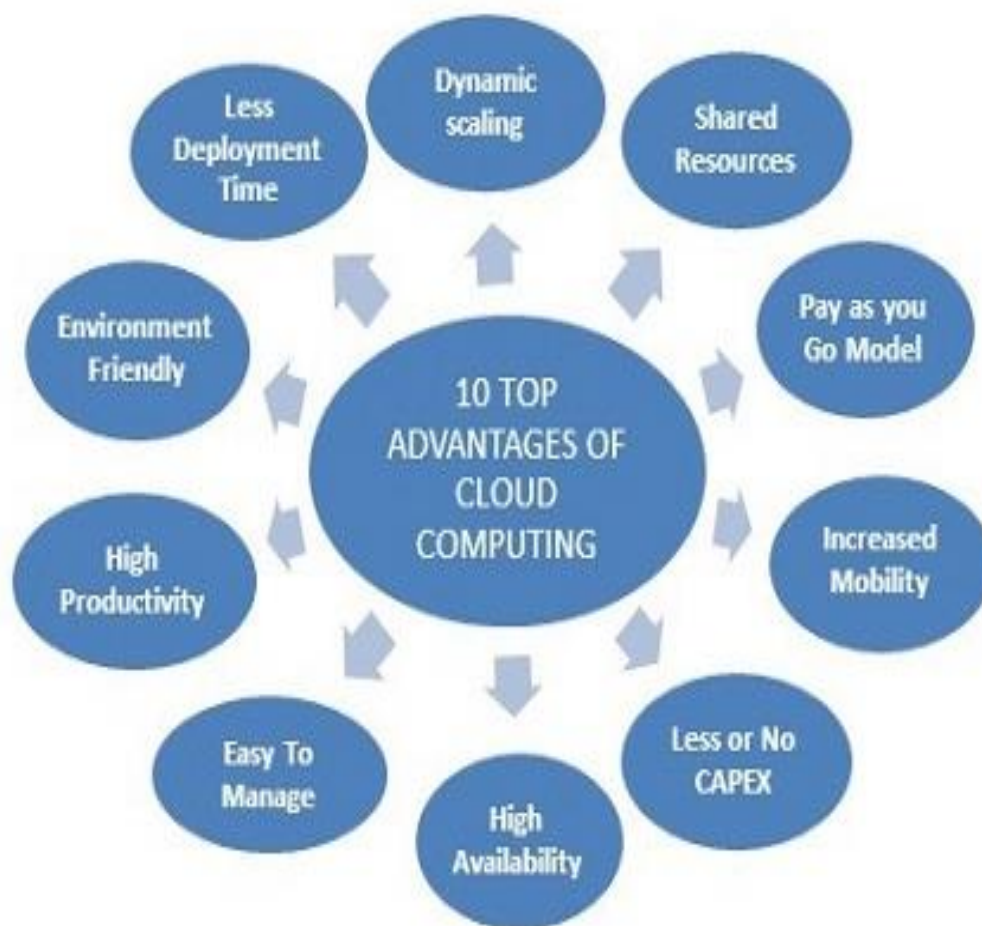 10 TOP
ADVANTAGES OF
CLOUD
COMPUTING
Dynamic
scaling
Shared
Resources
Pay as you
Go Model
Increased
Mobility
Less or No
CAPEX
High
Availability
Easy To
Manage
High
Productivity
Environment
Friendly
Less
Deployment
Time